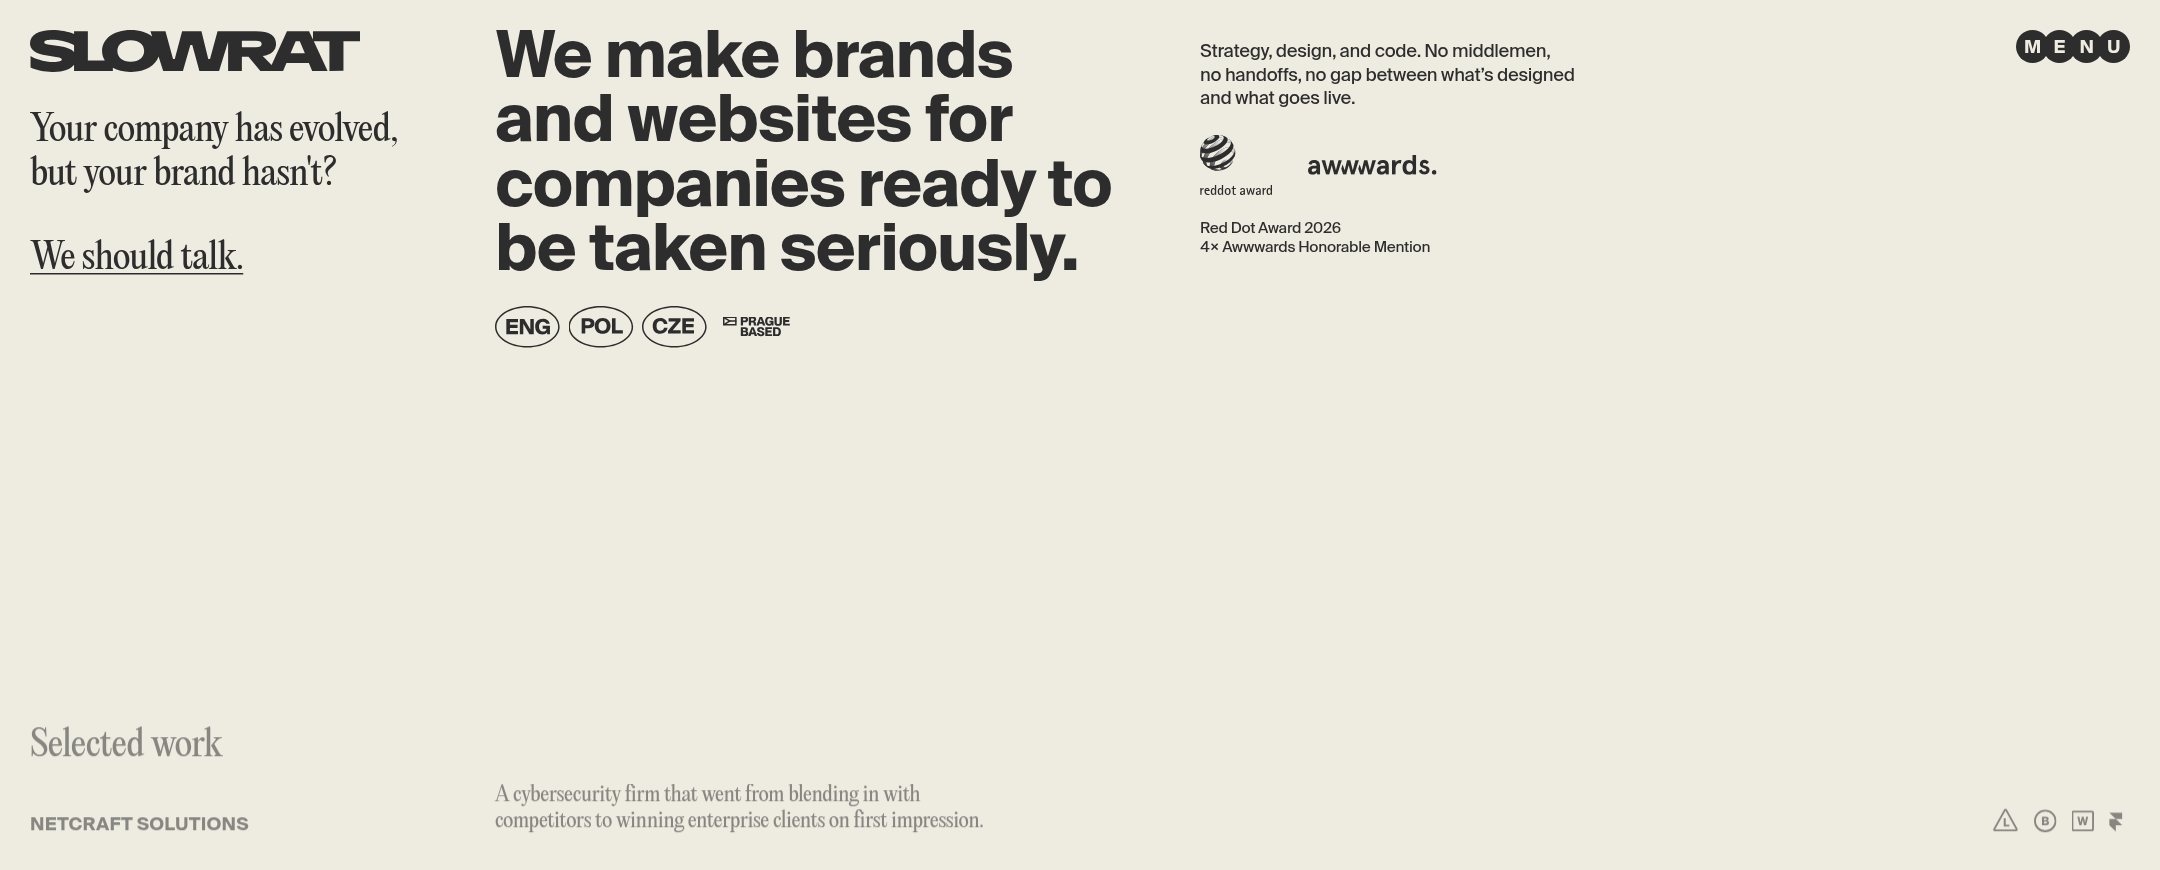 SLOWRAT
Your company has evolved,
but your brand hasn't?
We should talk.
We make brands
and websites for
companies ready to
be taken seriously.
ENG POL CZE PRAGUE
BASED
Strategy, design, and code. No middlemen,
no handoffs, no gap between what’s designed
and what goes live.
reddot award
awwwards.
Red Dot Award 2026
4× Awwwards Honorable Mention
MENU
Selected work
NETCRAFT SOLUTIONS
A cybersecurity firm that went from blending in with
competitors to winning enterprise clients on first impression.
L B W